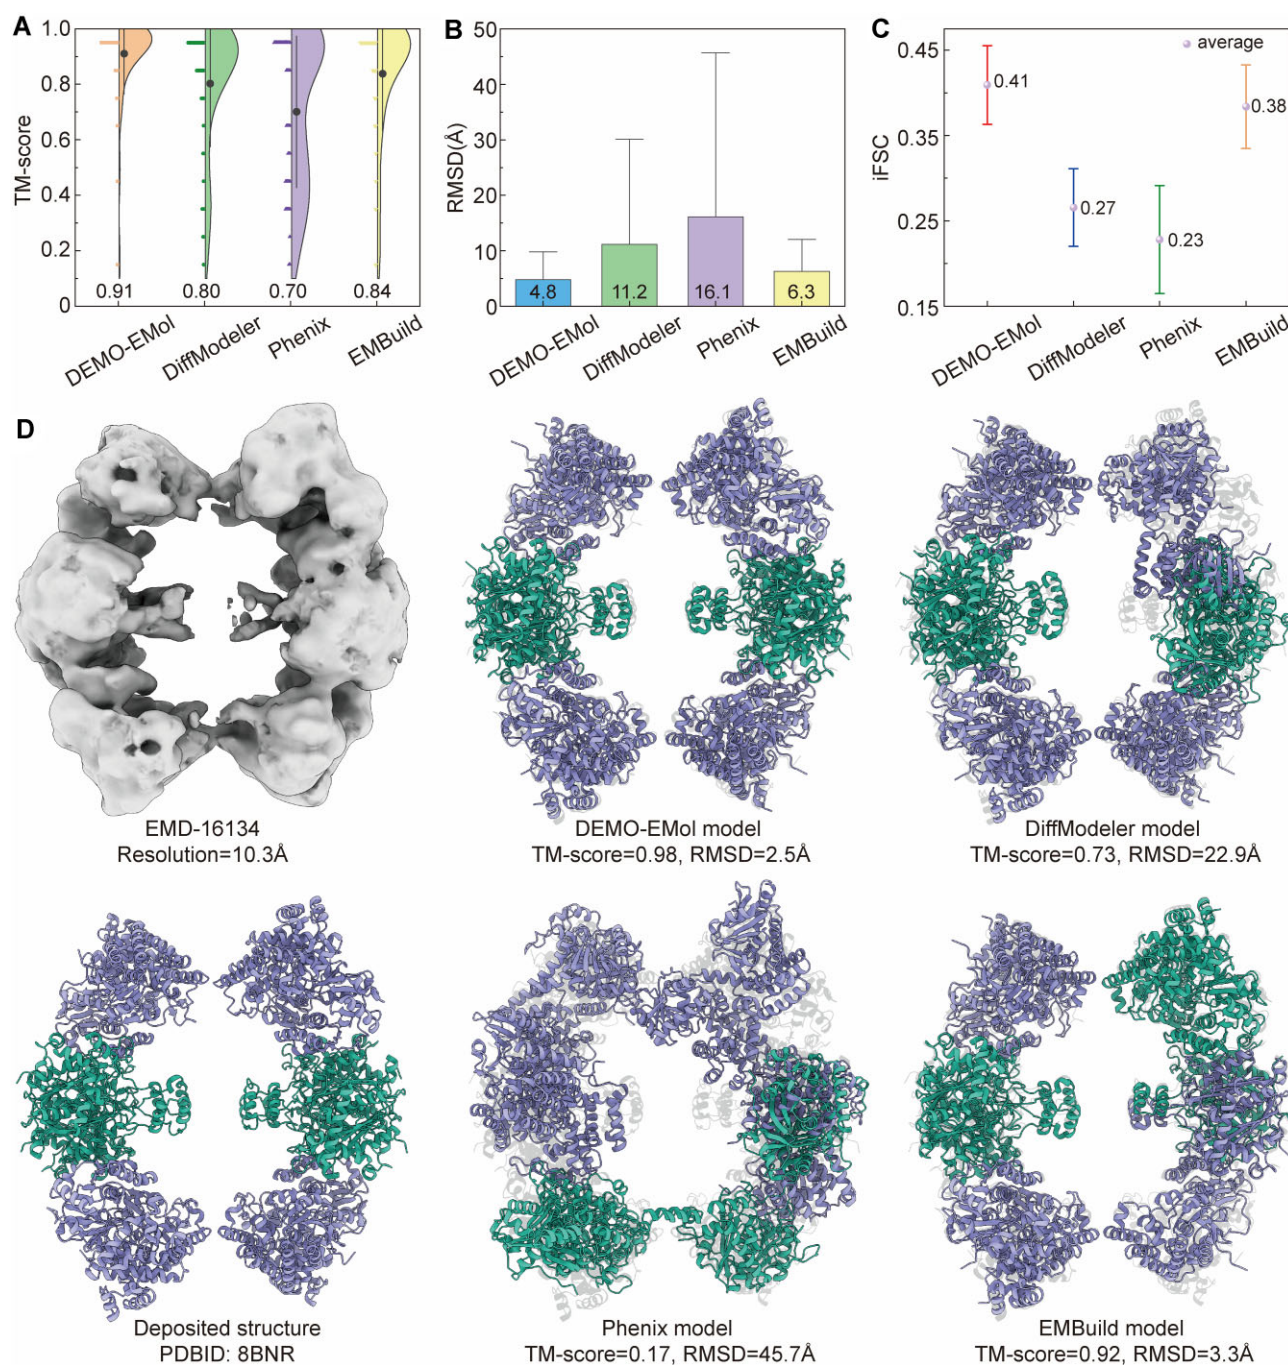 A
TM-score
1.0
0.8
0.6
0.4
0.2
0
0.91
0.80
0.70
0.84
DEMO-EMol
DiffModeler
Phenix
EMBuild
B
RMSD(Å)
50
40
30
20
10
0
4.8
11.2
16.1
6.3
DEMO-EMol
DiffModeler
Phenix
EMBuild
C
average
iFSC
0.45
0.35
0.25
0.15
0.41
0.27
0.23
0.38
DEMO-EMol
DiffModeler
Phenix
EMBuild
D
EMD-16134
Resolution=10.3Å
DEMO-EMol model
TM-score=0.98, RMSD=2.5Å
DiffModeler model
TM-score=0.73, RMSD=22.9Å
Deposited structure
PDBID: 8BNR
Phenix model
TM-score=0.17, RMSD=45.7Å
EMBuild model
TM-score=0.92, RMSD=3.3Å